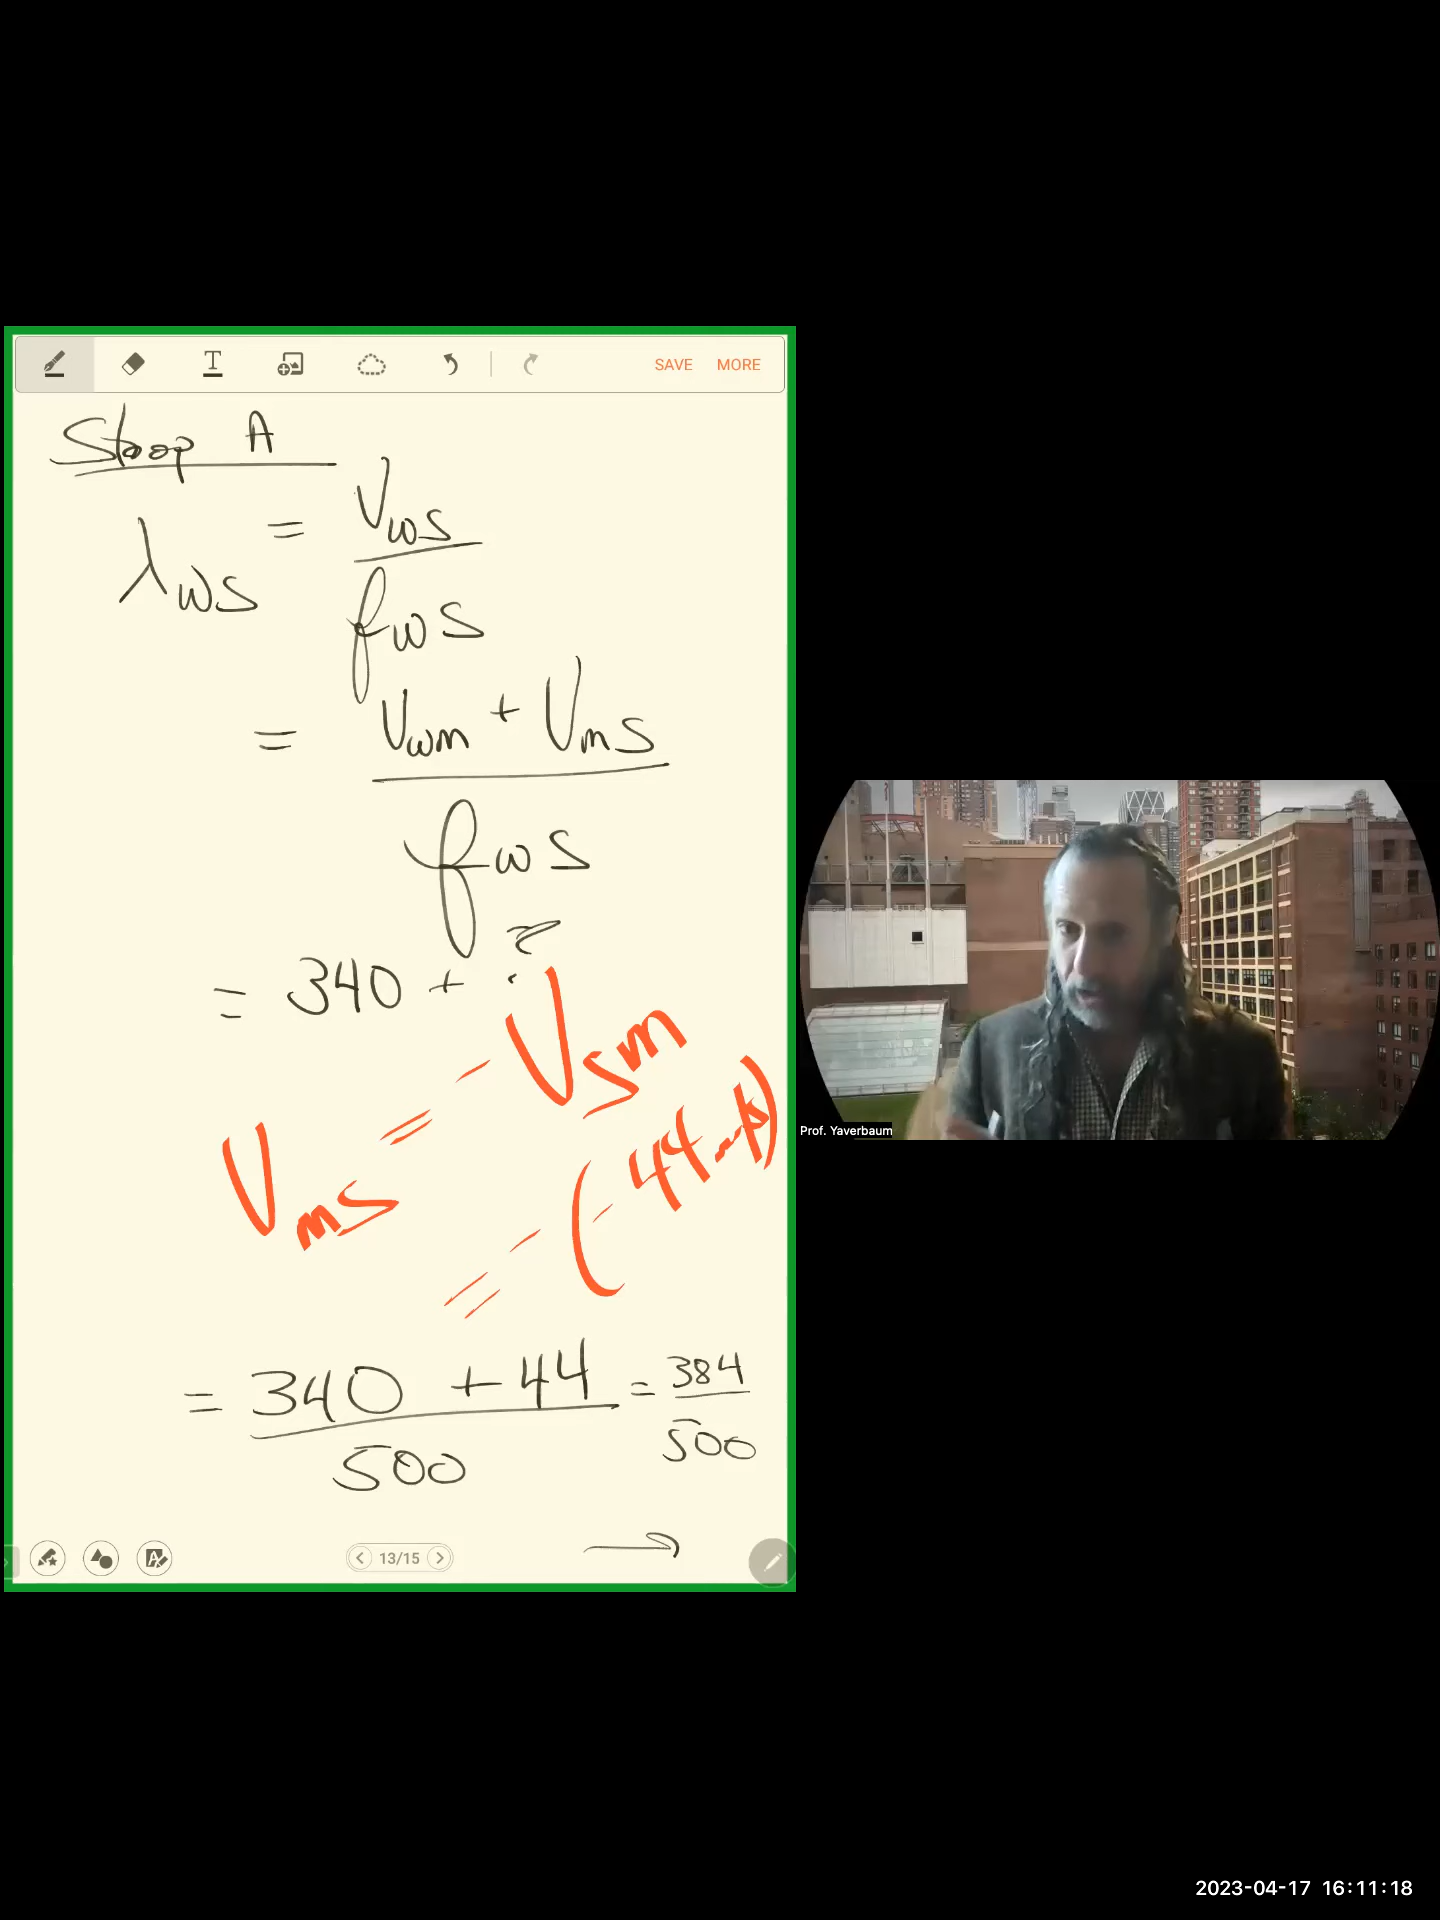 SAVE MORE
Stoop A
λws = Vws
fws
= Vwm + Vms
fws
= 340 + ?
Vms = - Vsm
= - (- 44 m/s)
= 340 + 44 = 384
500 500
13/15
Prof. Yaverbaum
2023-04-17 16:11:18